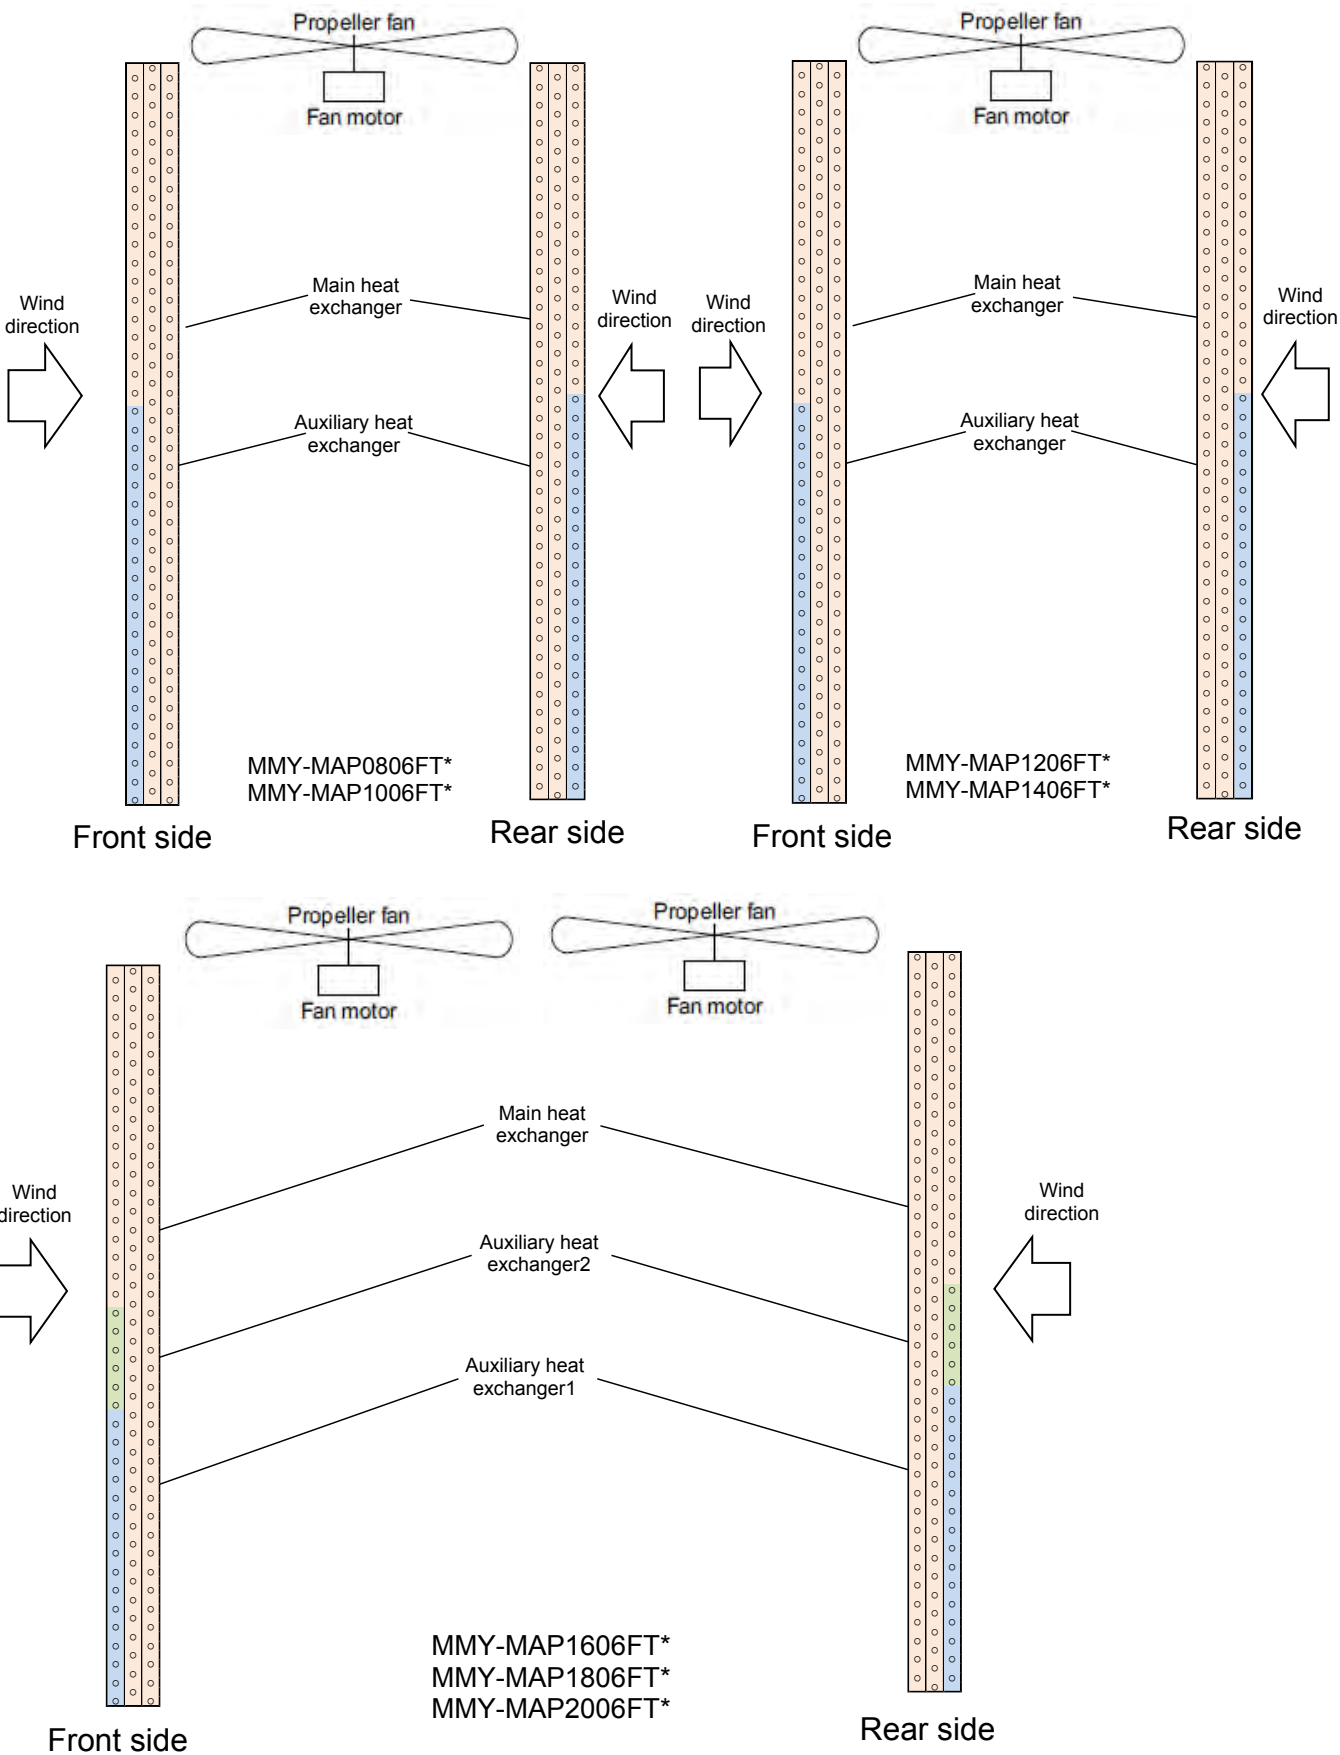 Propeller fan
Fan motor
Main heat
exchanger
Wind
direction
Wind
direction
Auxiliary heat
exchanger
MMY-MAP0806FT*
MMY-MAP1006FT*
Front side
Rear side
Propeller fan
Fan motor
Main heat
exchanger
Wind
direction
Wind
direction
Auxiliary heat
exchanger
MMY-MAP1206FT*
MMY-MAP1406FT*
Front side
Rear side
Propeller fan
Propeller fan
Fan motor
Fan motor
Main heat
exchanger
Wind
direction
Wind
direction
Auxiliary heat
exchanger2
Auxiliary heat
exchanger1
MMY-MAP1606FT*
MMY-MAP1806FT*
MMY-MAP2006FT*
Front side
Rear side